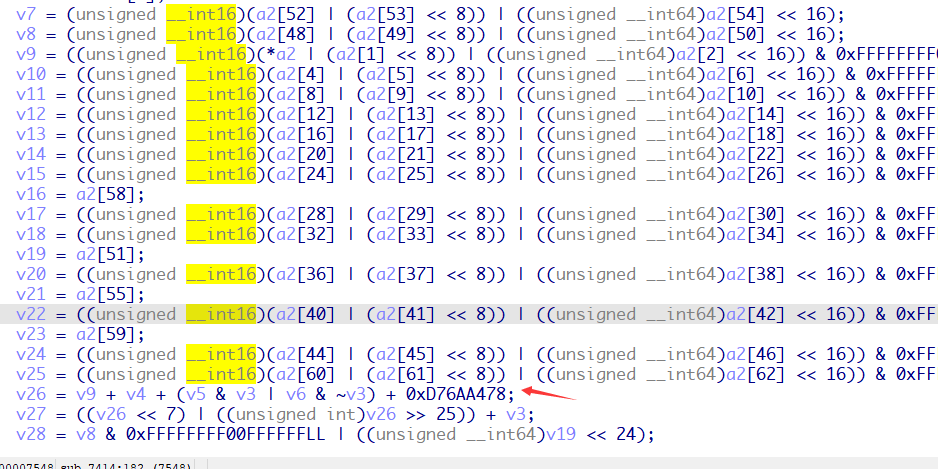 v7 = (unsigned __int16)(a2[52] | (a2[53] << 8)) | ((unsigned __int64)a2[54] << 16);
v8 = (unsigned __int16)(a2[48] | (a2[49] << 8)) | ((unsigned __int64)a2[50] << 16);
v9 = ((unsigned __int16)(*a2 | (a2[1] << 8)) | ((unsigned __int64)a2[2] << 16)) & 0xFFFFFFFF0
v10 = ((unsigned __int16)(a2[4] | (a2[5] << 8)) | ((unsigned __int64)a2[6] << 16)) & 0xFFFFF
v11 = ((unsigned __int16)(a2[8] | (a2[9] << 8)) | ((unsigned __int64)a2[10] << 16)) & 0xFFFF
v12 = ((unsigned __int16)(a2[12] | (a2[13] << 8)) | ((unsigned __int64)a2[14] << 16)) & 0xFF
v13 = ((unsigned __int16)(a2[16] | (a2[17] << 8)) | ((unsigned __int64)a2[18] << 16)) & 0xFF
v14 = ((unsigned __int16)(a2[20] | (a2[21] << 8)) | ((unsigned __int64)a2[22] << 16)) & 0xFF
v15 = ((unsigned __int16)(a2[24] | (a2[25] << 8)) | ((unsigned __int64)a2[26] << 16)) & 0xFF
v16 = a2[58];
v17 = ((unsigned __int16)(a2[28] | (a2[29] << 8)) | ((unsigned __int64)a2[30] << 16)) & 0xFF
v18 = ((unsigned __int16)(a2[32] | (a2[33] << 8)) | ((unsigned __int64)a2[34] << 16)) & 0xFF
v19 = a2[51];
v20 = ((unsigned __int16)(a2[36] | (a2[37] << 8)) | ((unsigned __int64)a2[38] << 16)) & 0xFF
v21 = a2[55];
v22 = ((unsigned __int16)(a2[40] | (a2[41] << 8)) | ((unsigned __int64)a2[42] << 16)) & 0xFF
v23 = a2[59];
v24 = ((unsigned __int16)(a2[44] | (a2[45] << 8)) | ((unsigned __int64)a2[46] << 16)) & 0xFF
v25 = ((unsigned __int16)(a2[60] | (a2[61] << 8)) | ((unsigned __int64)a2[62] << 16)) & 0xFF
v26 = v9 + v4 + (v5 & v3 | v6 & ~v3) + 0xD76AA478;
v27 = ((v26 << 7) | ((unsigned int)v26 >> 25)) + v3;
v28 = v8 & 0xFFFFFFFF00FFFFFFLL | ((unsigned __int64)v19 << 24);
00007548 sub_7414:182 (7548)